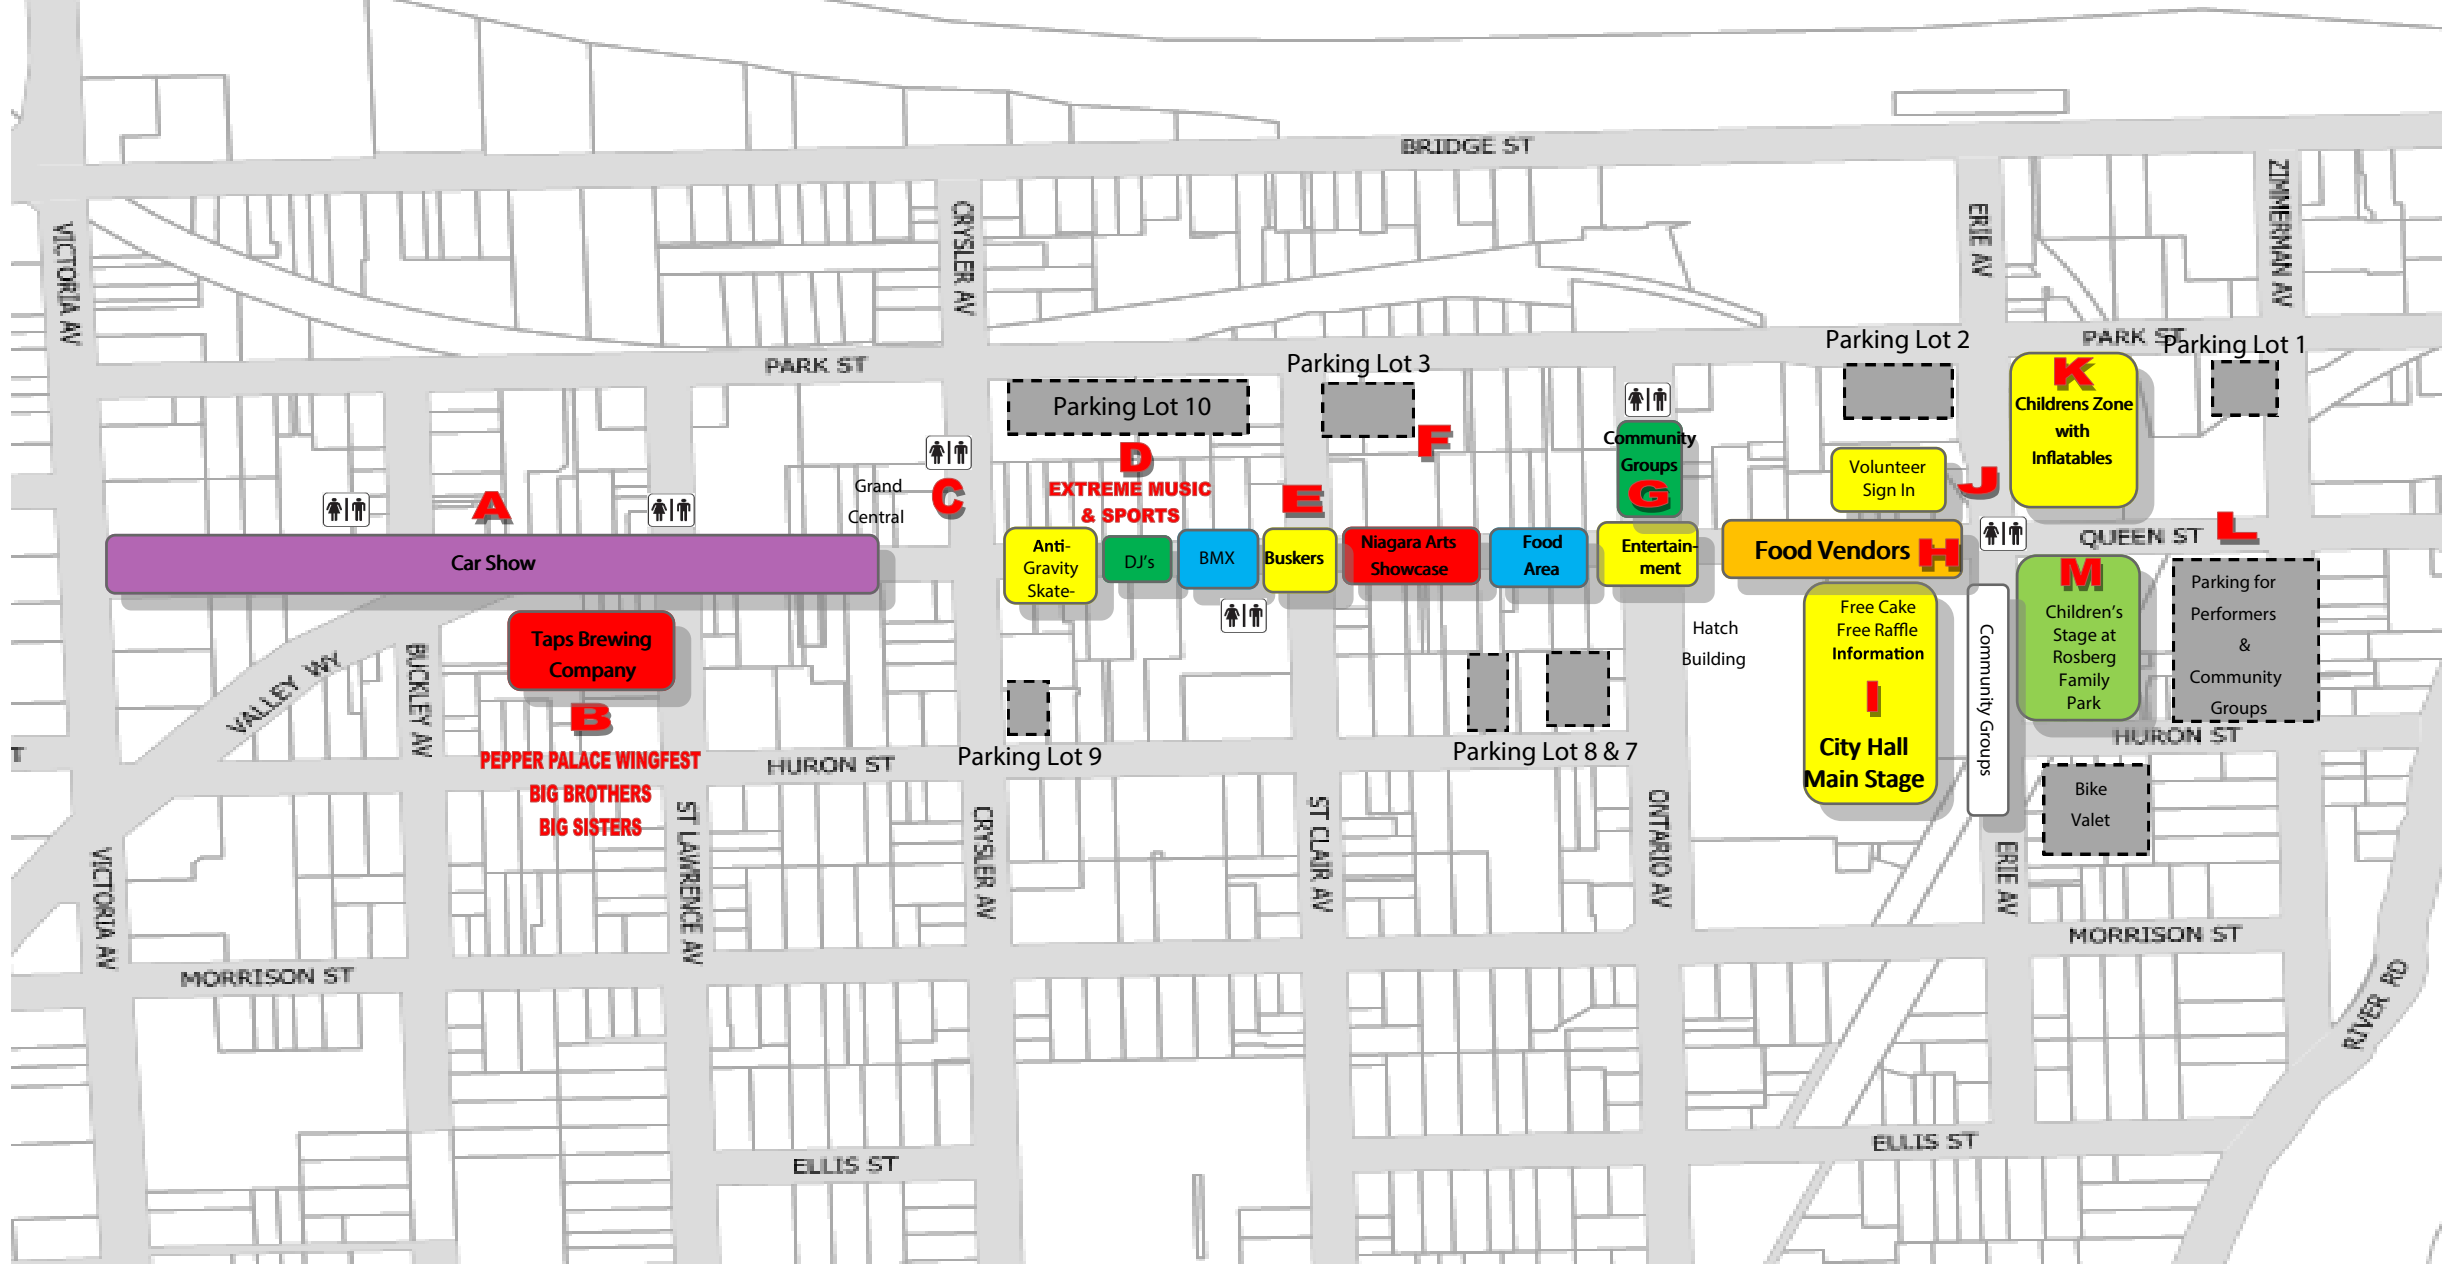 BRIDGE ST
VICTORIA AV
CRYSLER AV
ERIE AV
ZIMMERMAN AV
PARK ST
PARK ST
Parking Lot 10
Parking Lot 3
Parking Lot 2
Parking Lot 1
K
Childrens Zone
with
Inflatables
A
Grand
Central
C
D
EXTREME MUSIC
& SPORTS
E
F
Community
Groups
G
Volunteer
Sign In
J
L
QUEEN ST
Car Show
Anti-
Gravity
Skate-
DJ's
BMX
Buskers
Niagara Arts
Showcase
Food
Area
Entertain-
ment
Food Vendors
H
Taps Brewing
Company
B
PEPPER PALACE WINGFEST
BIG BROTHERS
BIG SISTERS
VALLEY WY
BUCKLEY AV
Hatch
Building
Free Cake
Free Raffle
Information
I
City Hall
Main Stage
Community Groups
M
Children's
Stage at
Rosberg
Family
Park
Parking for
Performers
&
Community
Groups
T
HURON ST
Parking Lot 9
Parking Lot 8 & 7
HURON ST
Bike
Valet
VICTORIA AV
ST LAWRENCE AV
CRYSLER AV
ST CLAIR AV
ONTARIO AV
ERIE AV
MORRISON ST
MORRISON ST
RIVER RD
ELLIS ST
ELLIS ST